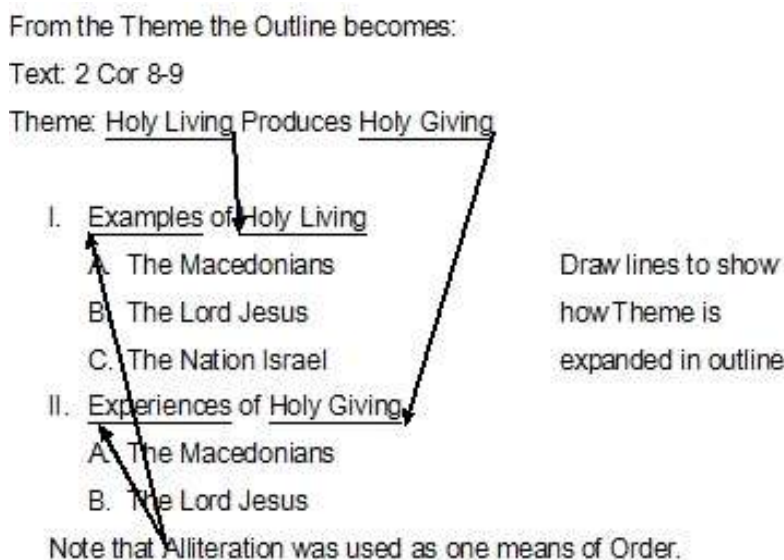 From the Theme the Outline becomes:
Text: 2 Cor 8-9
Theme: Holy Living Produces Holy Giving
I. Examples of Holy Living
A. The Macedonians
B. The Lord Jesus
C. The Nation Israel
Draw lines to show
how Theme is
expanded in outline
II. Experiences of Holy Giving
A. The Macedonians
B. The Lord Jesus
Note that Alliteration was used as one means of Order.